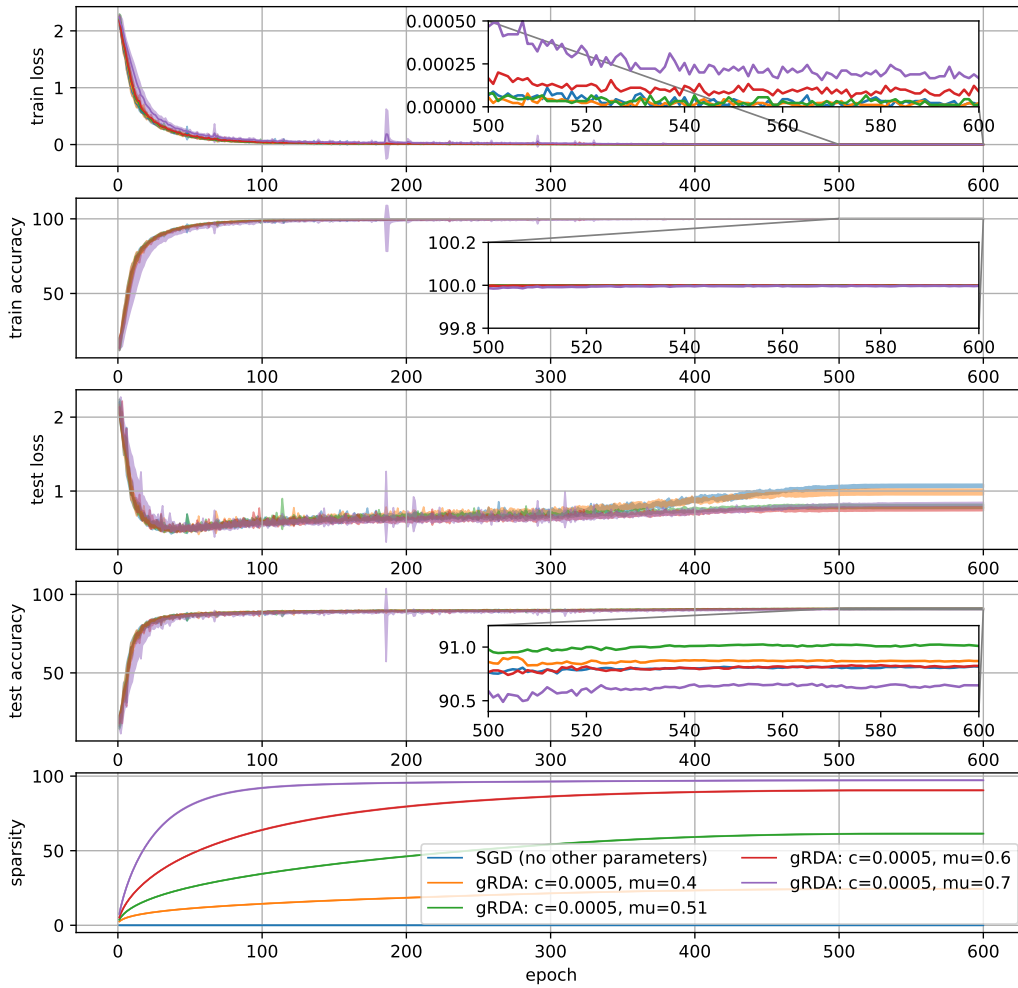 train loss
2
1
0
0.00050
0.00025
0.00000
500 520 540 560 580 600
0 100 200 300 400 500 600
train accuracy
100
50
100.2
100.0
99.8
500 520 540 560 580 600
0 100 200 300 400 500 600
test loss
2
1
0 100 200 300 400 500 600
test accuracy
100
50
91.0
90.5
500 520 540 560 580 600
0 100 200 300 400 500 600
sparsity
100
50
0
SGD (no other parameters)
gRDA: c=0.0005, mu=0.4
gRDA: c=0.0005, mu=0.51
gRDA: c=0.0005, mu=0.6
gRDA: c=0.0005, mu=0.7
0 100 200 300 400 500 600
epoch